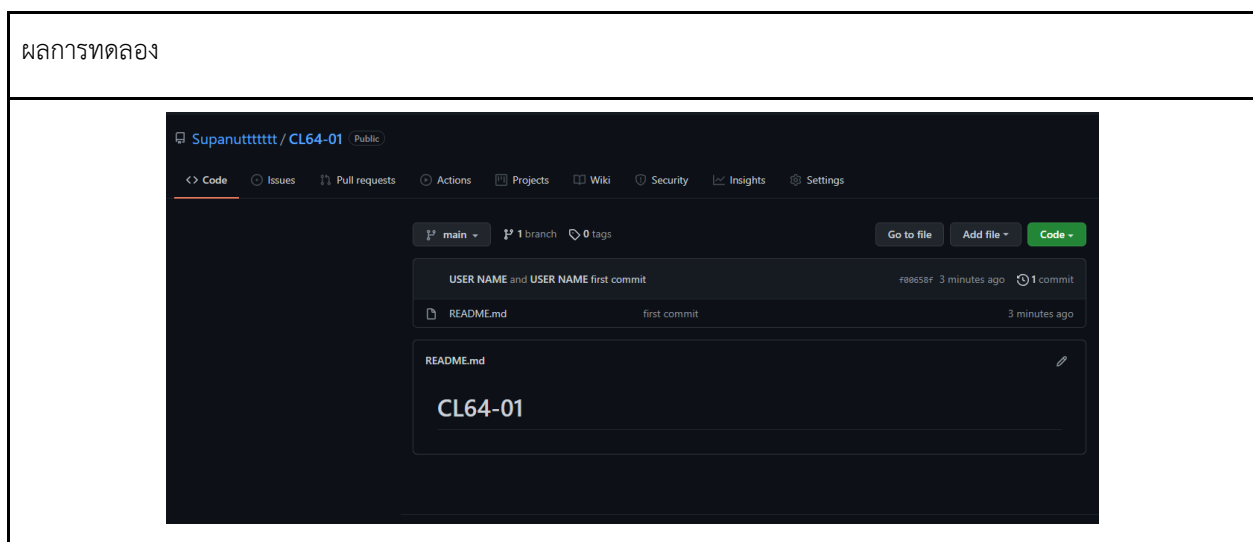 ผลการทดลอง
Supanuttttttt / CL64-01 Public
<> Code Issues Pull requests Actions Projects Wiki Security Insights Settings
main 1 branch 0 tags Go to file Add file Code
USER NAME and USER NAME first commit f00658f 3 minutes ago 1 commit
README.md first commit 3 minutes ago
README.md
CL64-01